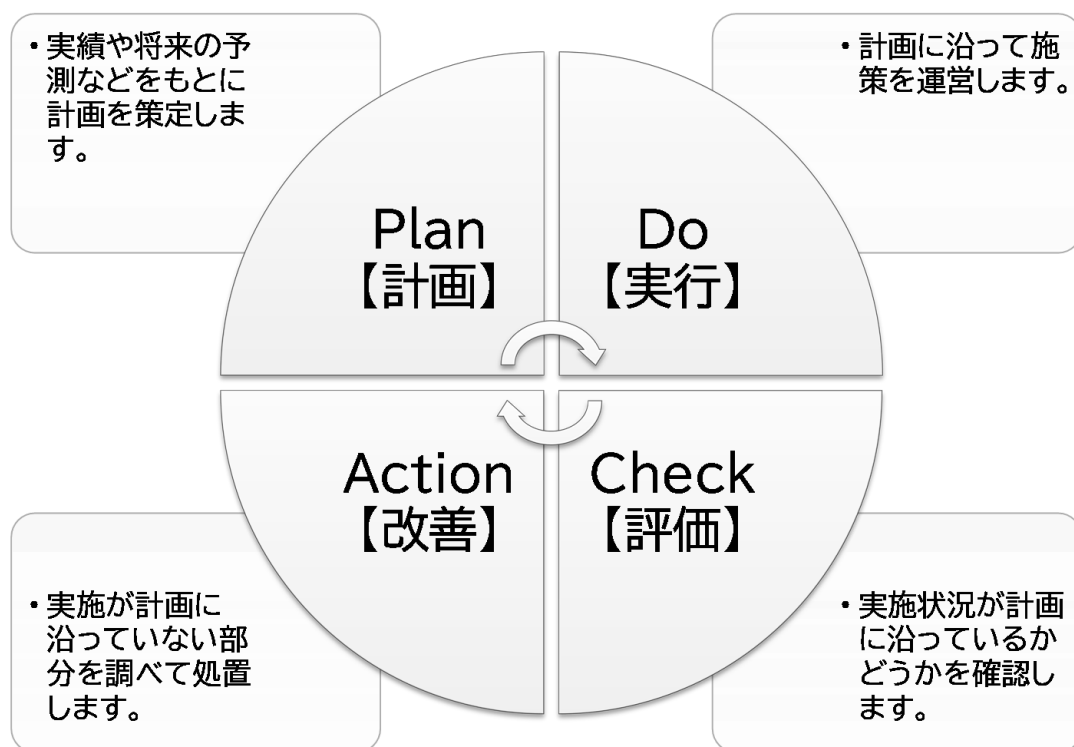 ・実績や将来の予
測などをもとに
計画を策定しま
す。
・計画に沿って施
策を運営します。
Plan
【計画】
Do
【実行】
Action
【改善】
Check
【評価】
・実施が計画に
沿っていない部
分を調べて処置
します。
・実施状況が計画
に沿っているか
どうかを確認し
ます。